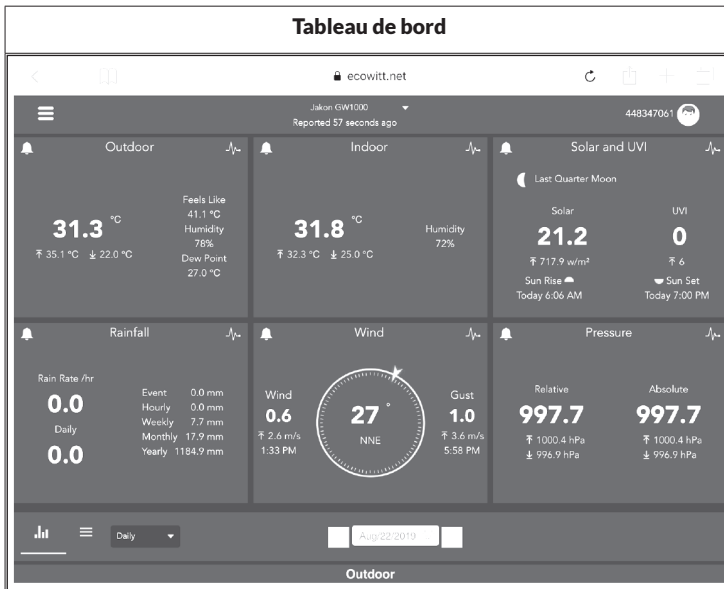 Tableau de bord
ecowitt.net
Jakon GW1000
Reported 57 seconds ago
448347061
Outdoor
31.3 °C
↑ 35.1 °C ↓ 22.0 °C
Feels Like
41.1 °C
Humidity
78%
Dew Point
27.0 °C
Indoor
31.8 °C
↑ 32.3 °C ↓ 25.0 °C
Humidity
72%
Solar and UVI
Last Quarter Moon
Solar
21.2
↑ 717.9 w/m²
UVI
0
↑ 6
Sun Rise
Today 6:06 AM
Sun Set
Today 7:00 PM
Rainfall
Rain Rate /hr
0.0
Daily
0.0
Event 0.0 mm
Hourly 0.0 mm
Weekly 7.7 mm
Monthly 17.9 mm
Yearly 1184.9 mm
Wind
Wind
0.6
↑ 2.6 m/s
1:33 PM
27 °
NNE
Gust
1.0
↑ 3.6 m/s
5:58 PM
Pressure
Relative
997.7
↑ 1000.4 hPa
↓ 996.9 hPa
Absolute
997.7
↑ 1000.4 hPa
↓ 996.9 hPa
Daily
Aug/22/2019
Outdoor